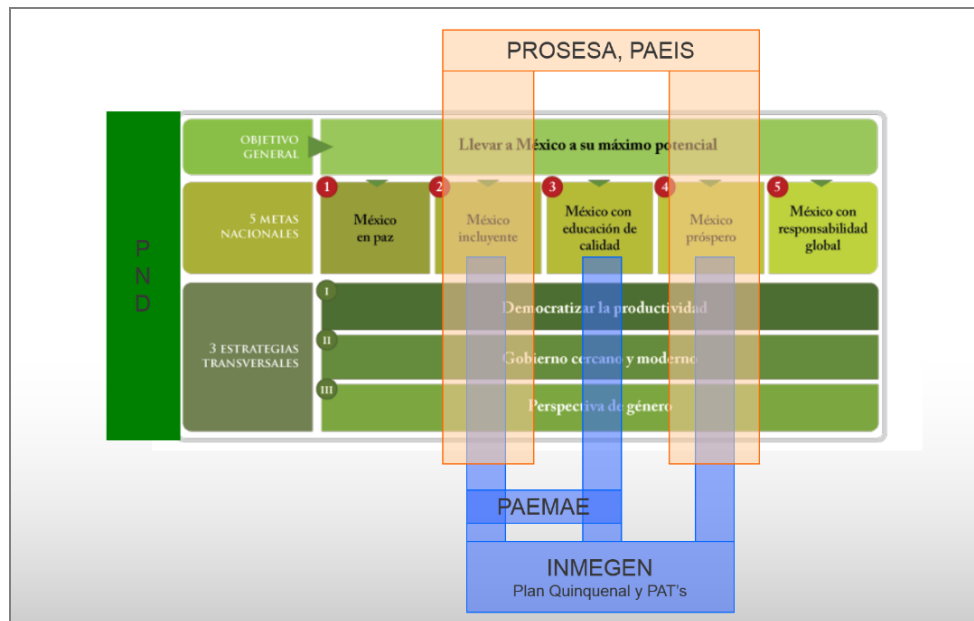 PROSESA, PAEIS
PND
OBJETIVO
GENERAL
Llevar a México a su máximo potencial
5 METAS
NACIONALES
1
México
en paz
2
México
incluyente
3
México con
educación de
calidad
4
México
próspero
5
México con
responsabilidad
global
3 ESTRATEGIAS
TRANSVERSALES
I
Democratizar la productividad
II
Gobierno cercano y moderno
III
Perspectiva de género
PAEMAE
INMEGEN
Plan Quinquenal y PAT's